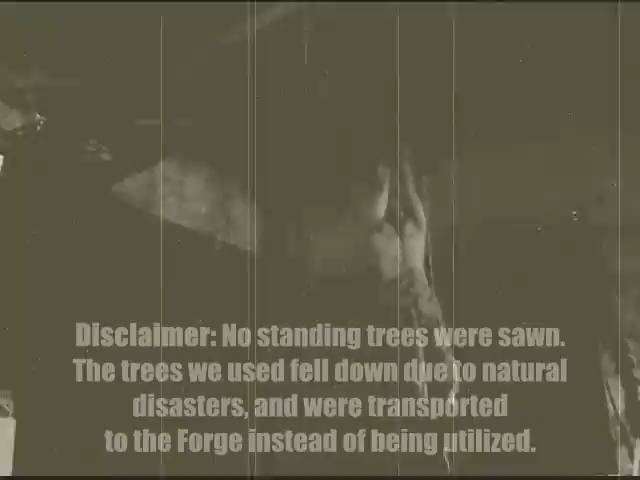 Disclaimer: No standing trees were sawn.
The trees we used fell down due to natural
disasters, and were transported
to the Forge instead of being utilized.